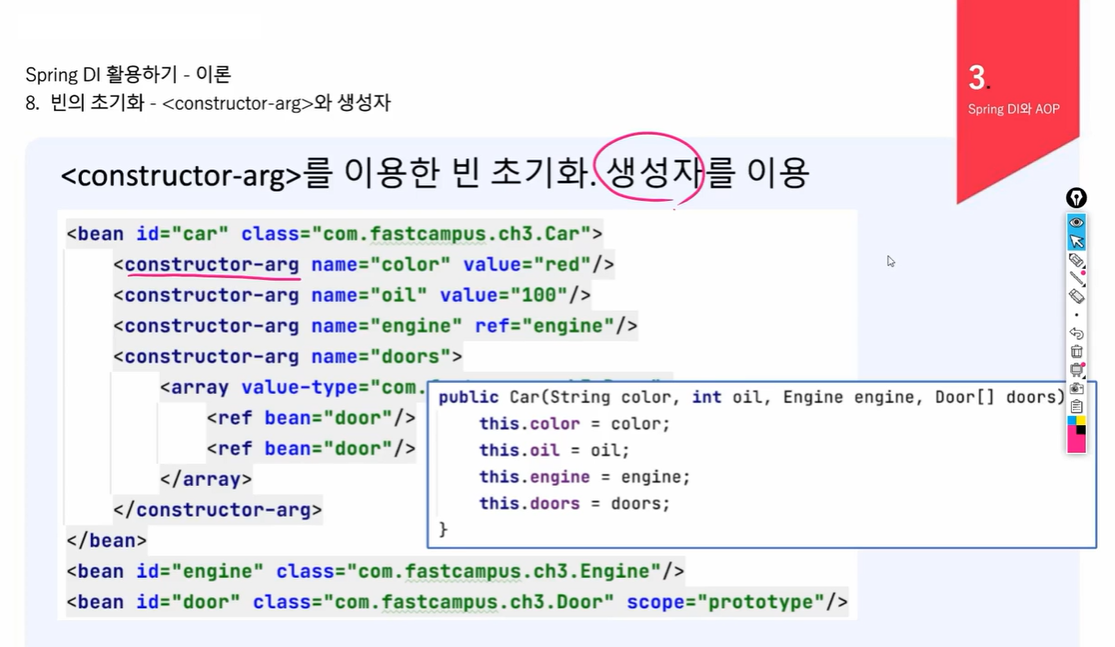 Spring DI 활용하기 - 이론
8. 빈의 초기화 - <constructor-arg>와 생성자
3.
Spring DI와 AOP
<constructor-arg>를 이용한 빈 초기화. 생성자를 이용
<bean id="car" class="com.fastcampus.ch3.Car">
<constructor-arg name="color" value="red"/>
<constructor-arg name="oil" value="100"/>
<constructor-arg name="engine" ref="engine"/>
<constructor-arg name="doors">
<array value-type="com.
<ref bean="door"/>
<ref bean="door"/>
</array>
</constructor-arg>
</bean>
<bean id="engine" class="com.fastcampus.ch3.Engine"/>
<bean id="door" class="com.fastcampus.ch3.Door" scope="prototype"/>
public Car(String color, int oil, Engine engine, Door[] doors)
this.color = color;
this.oil = oil;
this.engine = engine;
this.doors = doors;
}